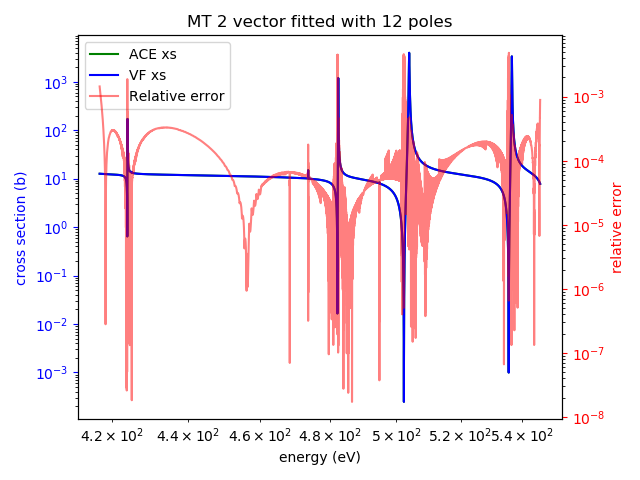 MT 2 vector fitted with 12 poles
ACE xs
VF xs
Relative error
cross section (b)
10³
10²
10¹
10⁰
10⁻¹
10⁻²
10⁻³
10⁻³
10⁻⁴
10⁻⁵
10⁻⁶
10⁻⁷
10⁻⁸
relative error
4.2 × 10² 4.4 × 10² 4.6 × 10² 4.8 × 10² 5 × 10² 5.2 × 10² 5.4 × 10²
energy (eV)